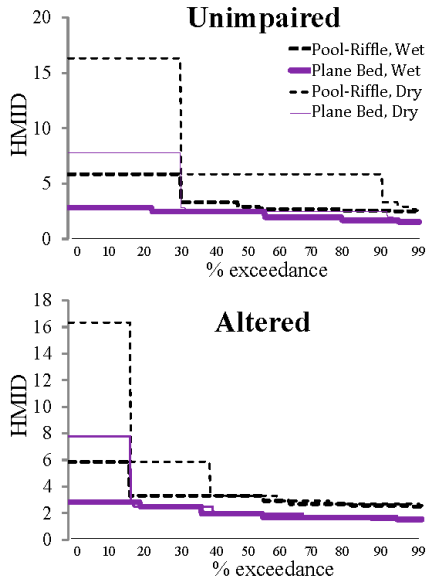 Unimpaired
20
15
10
5
0
HMID
Pool-Riffle, Wet
Plane Bed, Wet
Pool-Riffle, Dry
Plane Bed, Dry
0 10 20 30 40 50 60 70 80 90 99
% exceedance
Altered
18
16
14
12
10
8
6
4
2
0
HMID
0 10 20 30 40 50 60 70 80 90 99
% exceedance